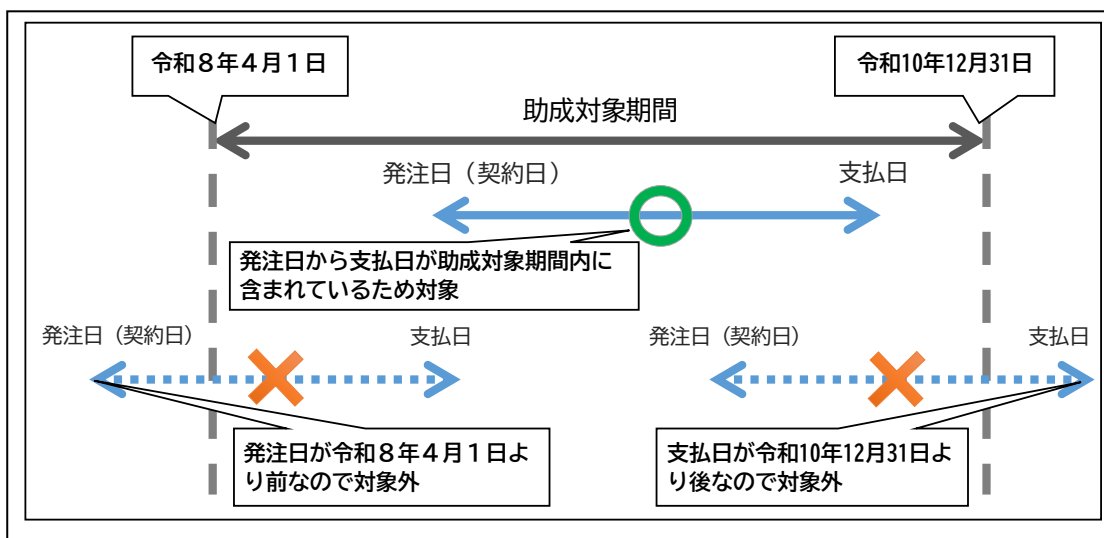 令和８年４月１日
令和10年12月31日
助成対象期間
発注日（契約日）
支払日
発注日から支払日が助成対象期間内に
含まれているため対象
発注日（契約日）
支払日
発注日（契約日）
支払日
発注日が令和８年４月１日よ
り前なので対象外
支払日が令和10年12月31日よ
り後なので対象外